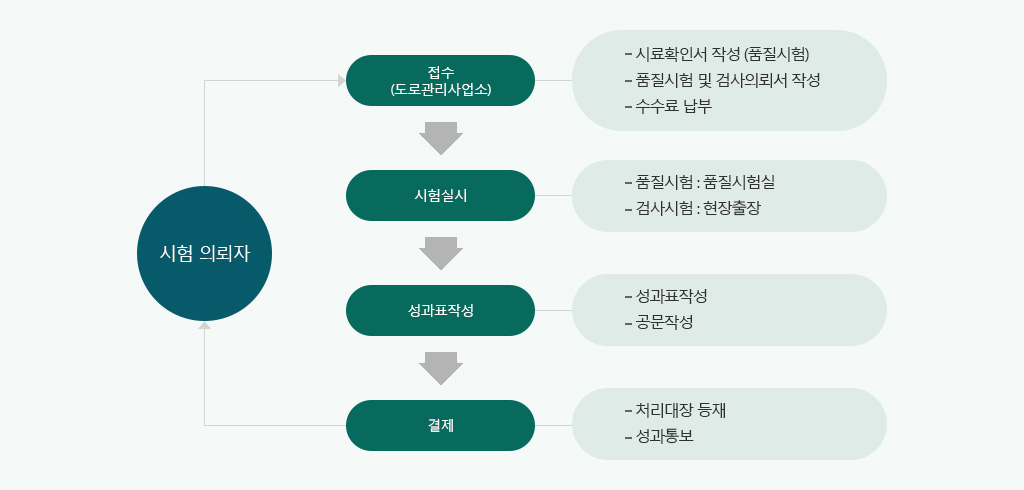 접수
(도로관리사업소)
- 시료확인서 작성 (품질시험)
- 품질시험 및 검사의뢰서 작성
- 수수료 납부
시험실시
- 품질시험 : 품질시험실
- 검사시험 : 현장출장
시험 의뢰자
성과표작성
- 성과표작성
- 공문작성
결제
- 처리대장 등재
- 성과통보